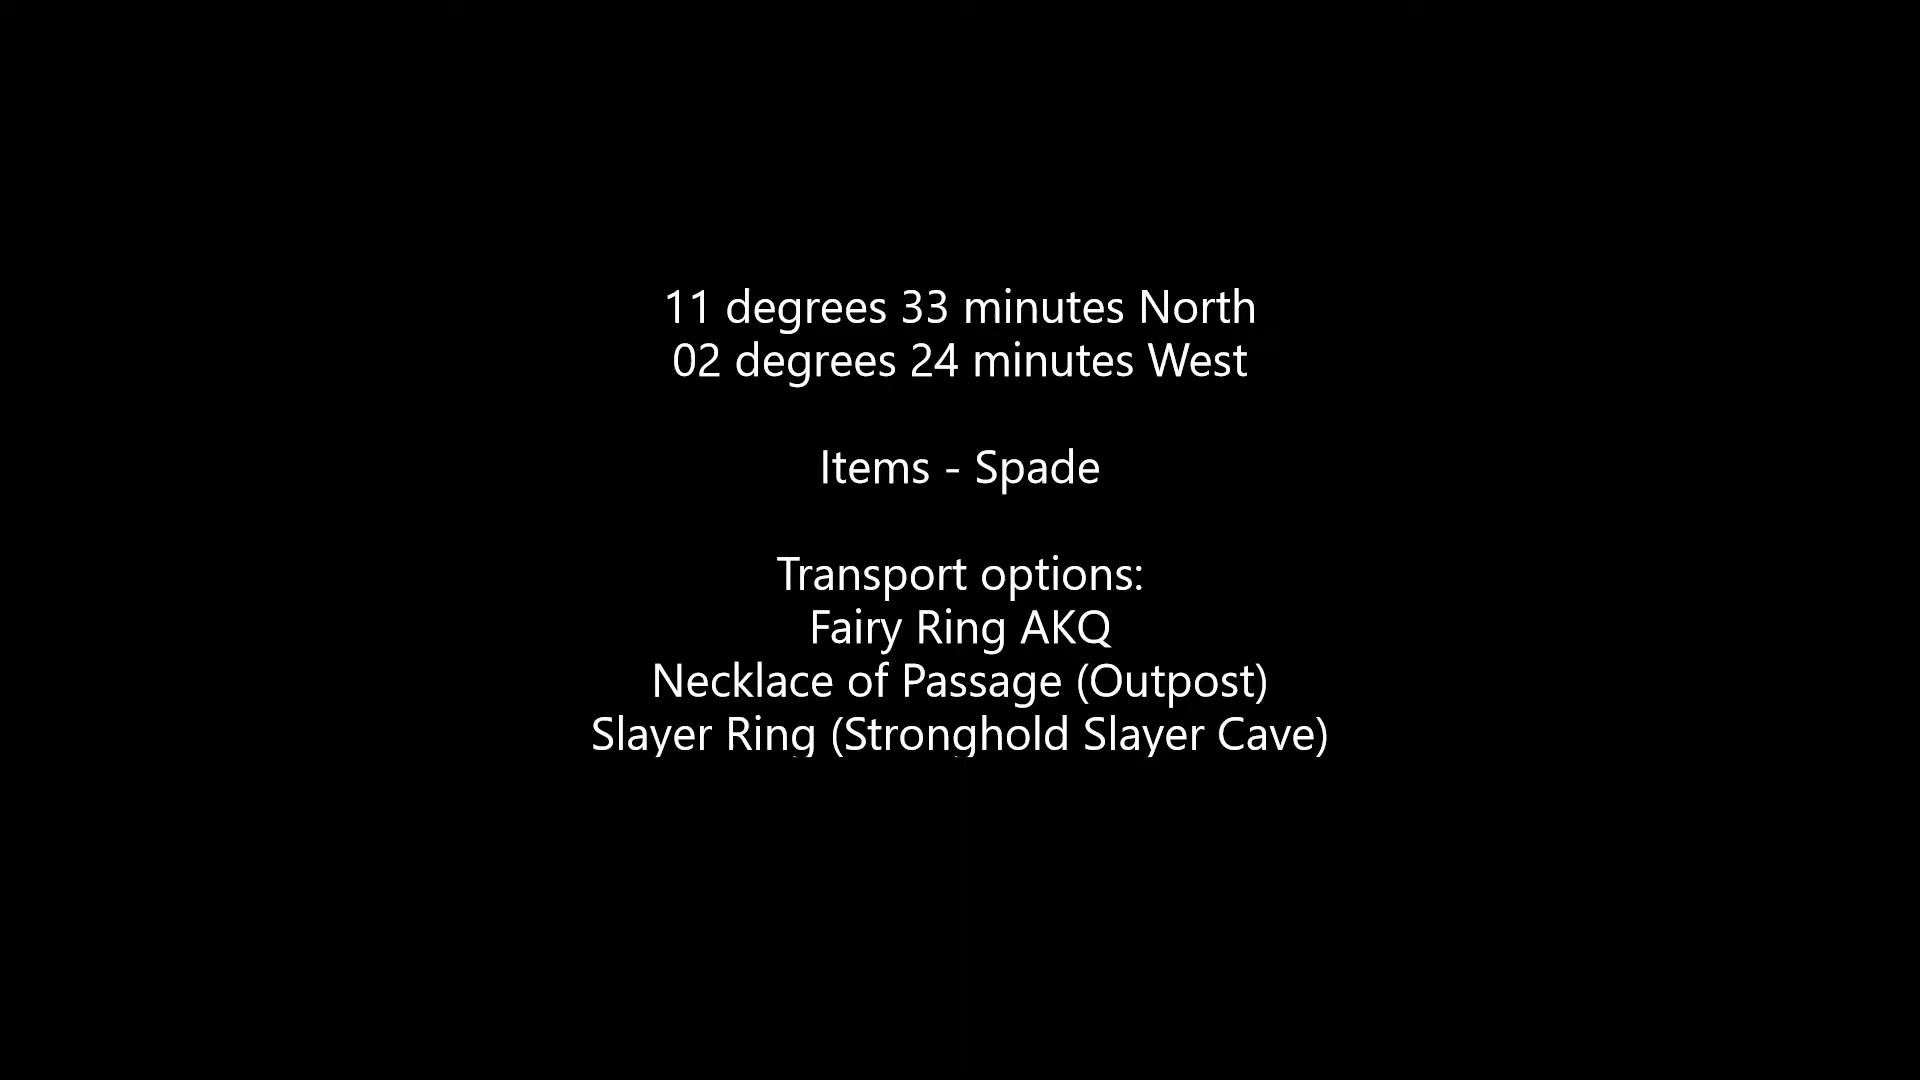 11 degrees 33 minutes North
02 degrees 24 minutes West
Items - Spade
Transport options:
Fairy Ring AKQ
Necklace of Passage (Outpost)
Slayer Ring (Stronghold Slayer Cave)